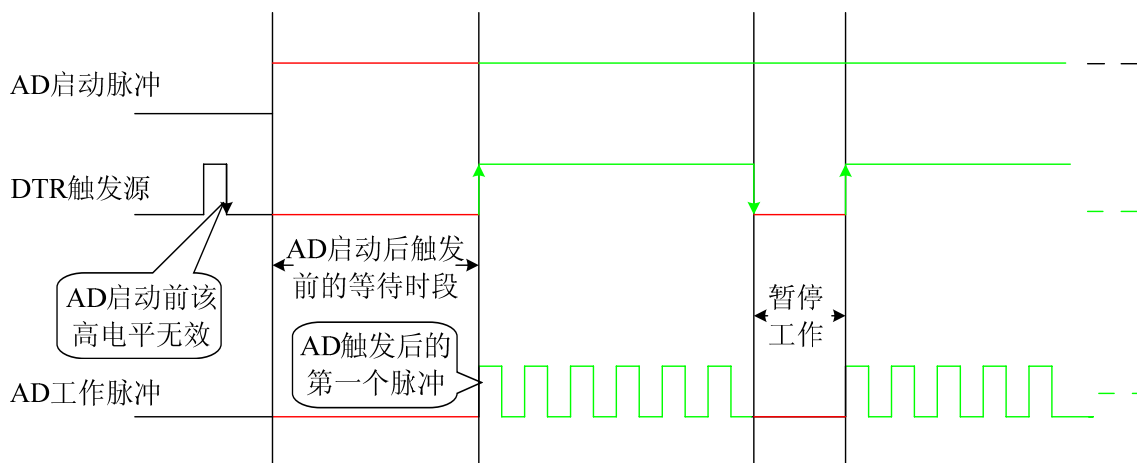 AD启动脉冲
DTR触发源
AD启动后触发
前的等待时段
AD启动前该
高电平无效
暂停
工作
AD触发后的
第一个脉冲
AD工作脉冲